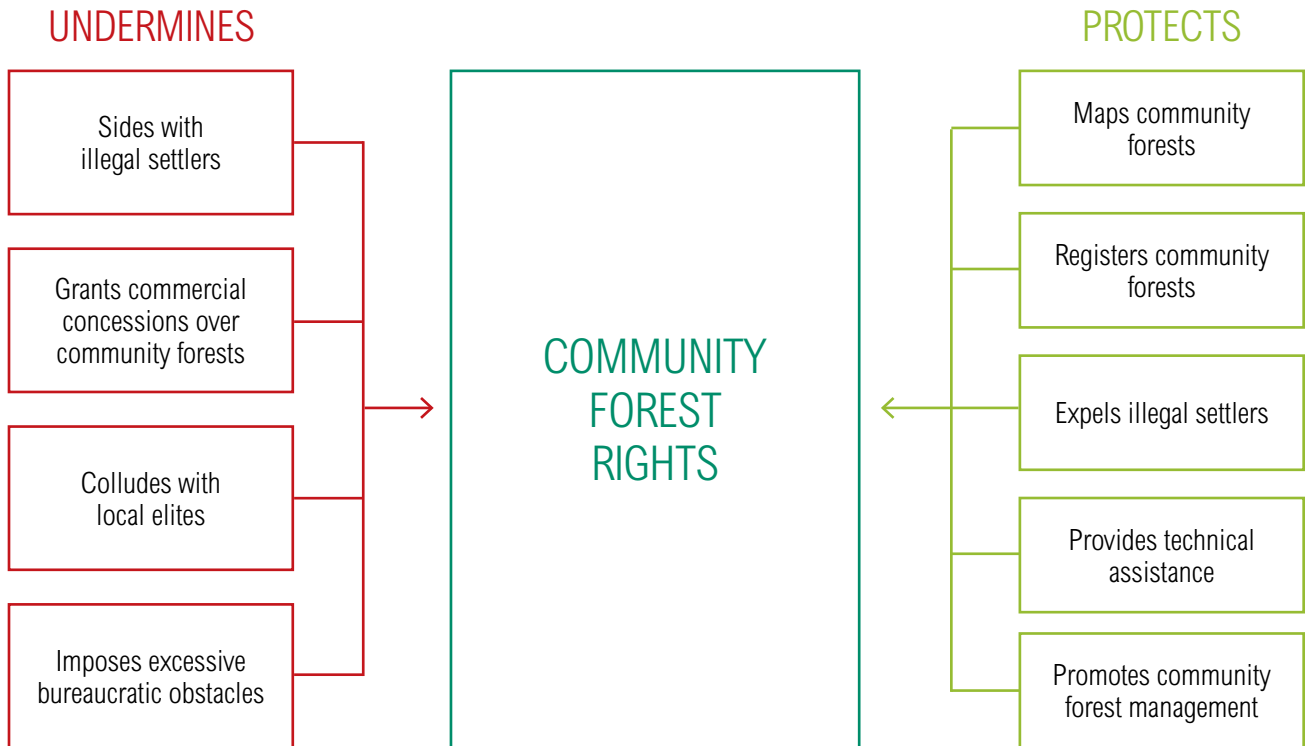 UNDERMINES
Sides with
illegal settlers
Grants commercial
concessions over
community forests
Colludes with
local elites
Imposes excessive
bureaucratic obstacles
COMMUNITY
FOREST
RIGHTS
PROTECTS
Maps community
forests
Registers community
forests
Expels illegal settlers
Provides technical
assistance
Promotes community
forest management